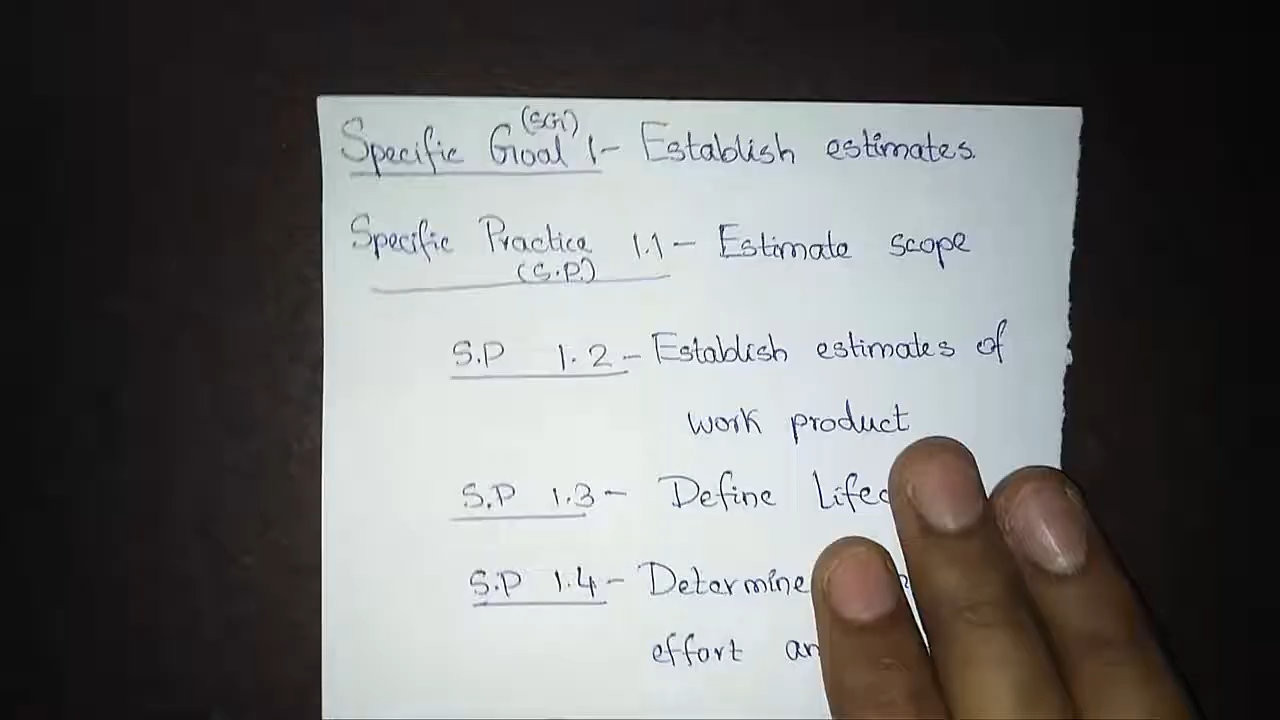 (SG1)
Specific Goal 1- Establish estimates.
Specific Practice 1.1 - Estimate scope
(S.P.)
S.P 1.2 - Establish estimates of
work product
S.P 1.3 - Define
S.P 1.4 - Determine
effort